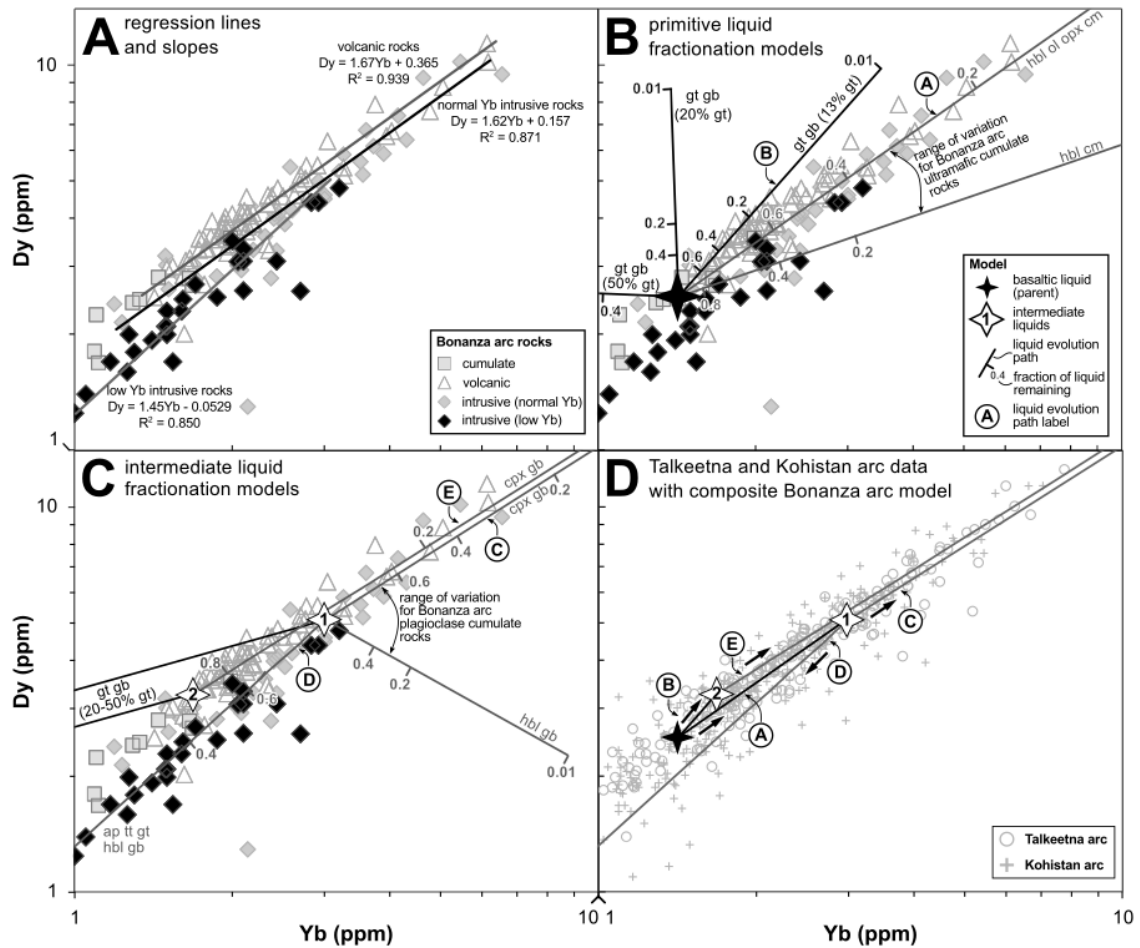 A regression lines
and slopes
volcanic rocks
Dy = 1.67Yb + 0.365
R² = 0.939
normal Yb intrusive rocks
Dy = 1.62Yb + 0.157
R² = 0.871
low Yb intrusive rocks
Dy = 1.45Yb - 0.0529
R² = 0.850
Bonanza arc rocks
cumulate
volcanic
intrusive (normal Yb)
intrusive (low Yb)
10
Dy (ppm)
1
B primitive liquid
fractionation models
0.01
gt gb
(20% gt)
0.01
gt gb (13% gt)
B
A
0.2
hbl ol opx cm
range of variation
for Bonanza arc
ultramafic cumulate
rocks
hbl cm
0.4
0.2
0.6
0.2
0.4
0.4
0.6
0.2
0.4
0.8
gt gb
(50% gt)
0.4
Model
basaltic liquid
(parent)
1 intermediate
liquids
liquid evolution
path
0.4 fraction of liquid
remaining
A liquid evolution
path label
C intermediate liquid
fractionation models
E
cpx gb
cpx gb
0.2
C
0.2
0.4
0.6
range of variation
for Bonanza arc
plagioclase cumulate
rocks
1
D
0.4
0.2
hbl gb
0.01
0.8
2
gt gb
(20-50% gt)
0.6
0.4
ap tt gt
hbl gb
10
Dy (ppm)
1
1
Yb (ppm)
10
D Talkeetna and Kohistan arc data
with composite Bonanza arc model
1
C
E
D
B
2
A
Talkeetna arc
Kohistan arc
1
Yb (ppm)
10